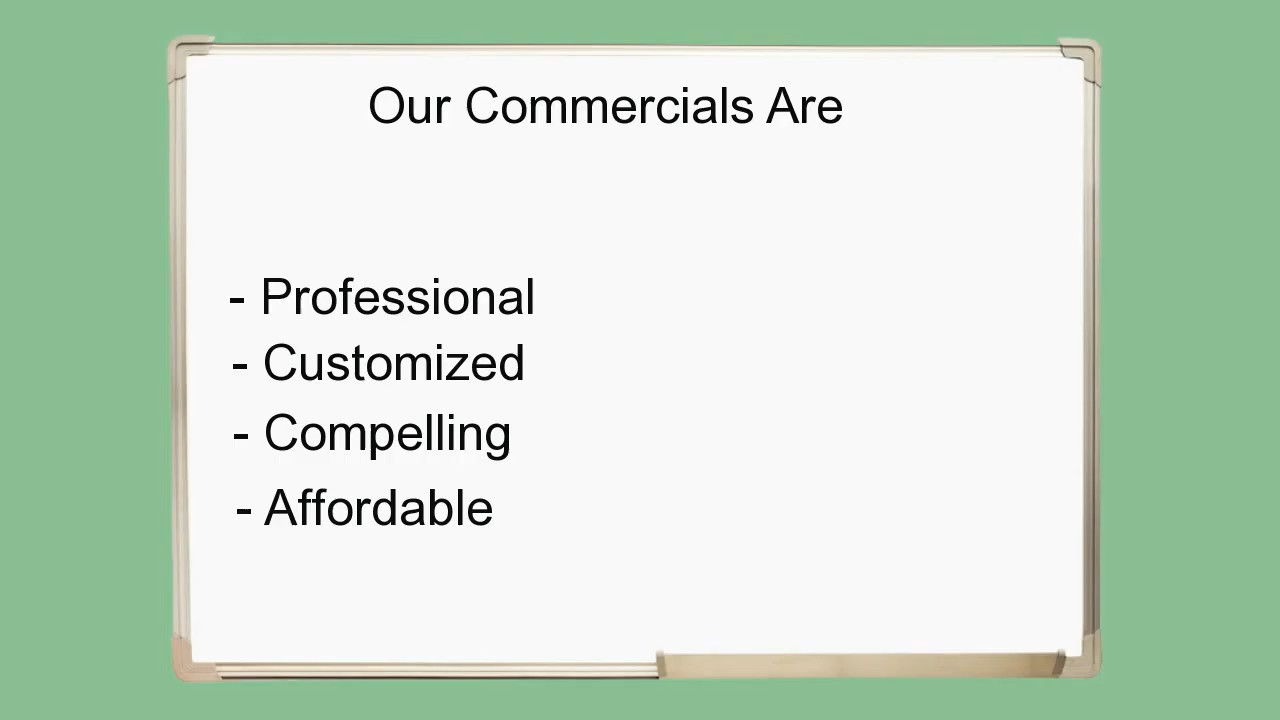 Our Commercials Are
- Professional
- Customized
- Compelling
- Affordable